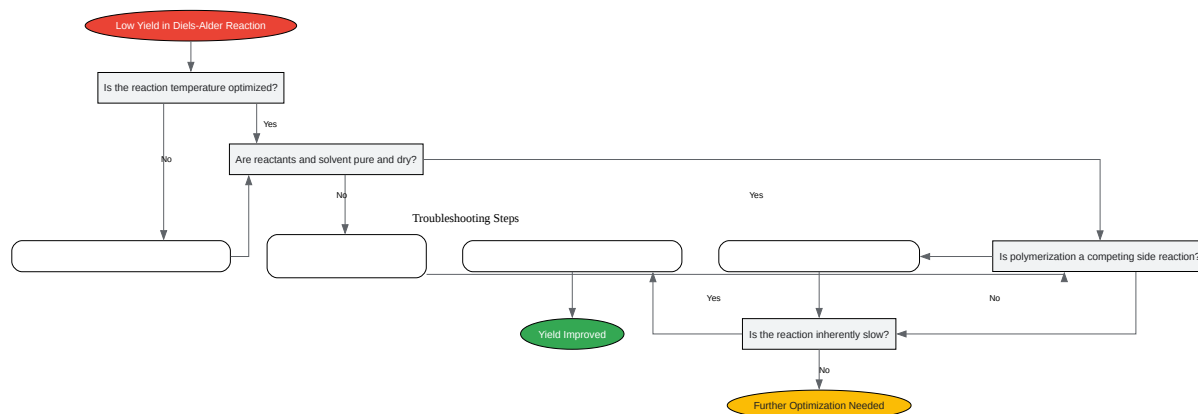 Low Yield in Diels-Alder Reaction
Is the reaction temperature optimized?
Yes
No
Are reactants and solvent pure and dry?
No
Yes
Troubleshooting Steps
Is polymerization a competing side reaction?
Yes
No
Yield Improved
Is the reaction inherently slow?
No
Further Optimization Needed